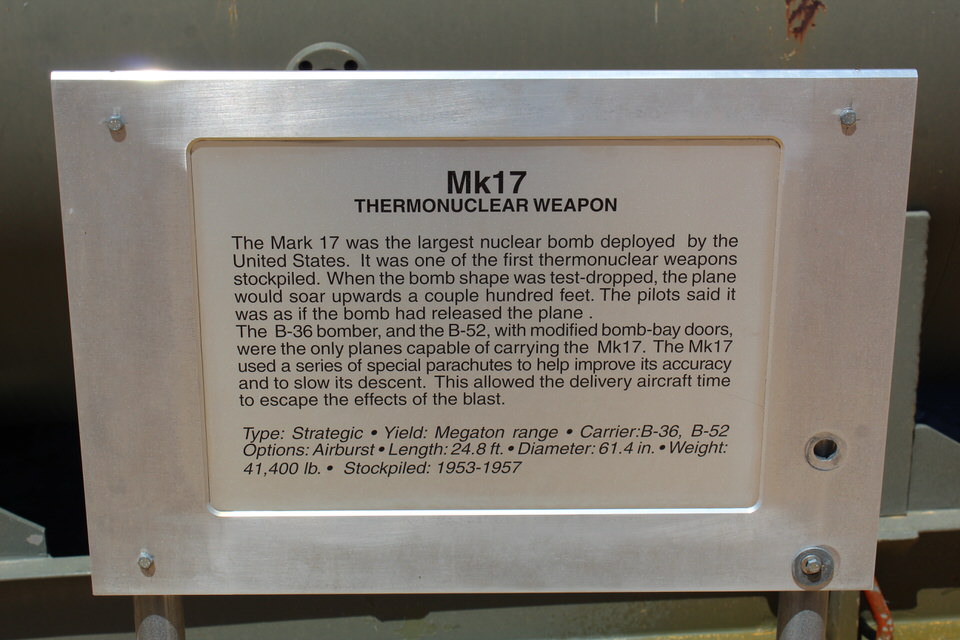 Mk17
THERMONUCLEAR WEAPON
The Mark 17 was the largest nuclear bomb deployed by the
United States. It was one of the first thermonuclear weapons
stockpiled. When the bomb shape was test-dropped, the plane
would soar upwards a couple hundred feet. The pilots said it
was as if the bomb had released the plane .
The B-36 bomber, and the B-52, with modified bomb-bay doors,
were the only planes capable of carrying the Mk17. The Mk17
used a series of special parachutes to help improve its accuracy
and to slow its descent. This allowed the delivery aircraft time
to escape the effects of the blast.
Type: Strategic • Yield: Megaton range • Carrier:B-36, B-52
Options: Airburst • Length: 24.8 ft. • Diameter: 61.4 in. • Weight:
41,400 lb. • Stockpiled: 1953-1957